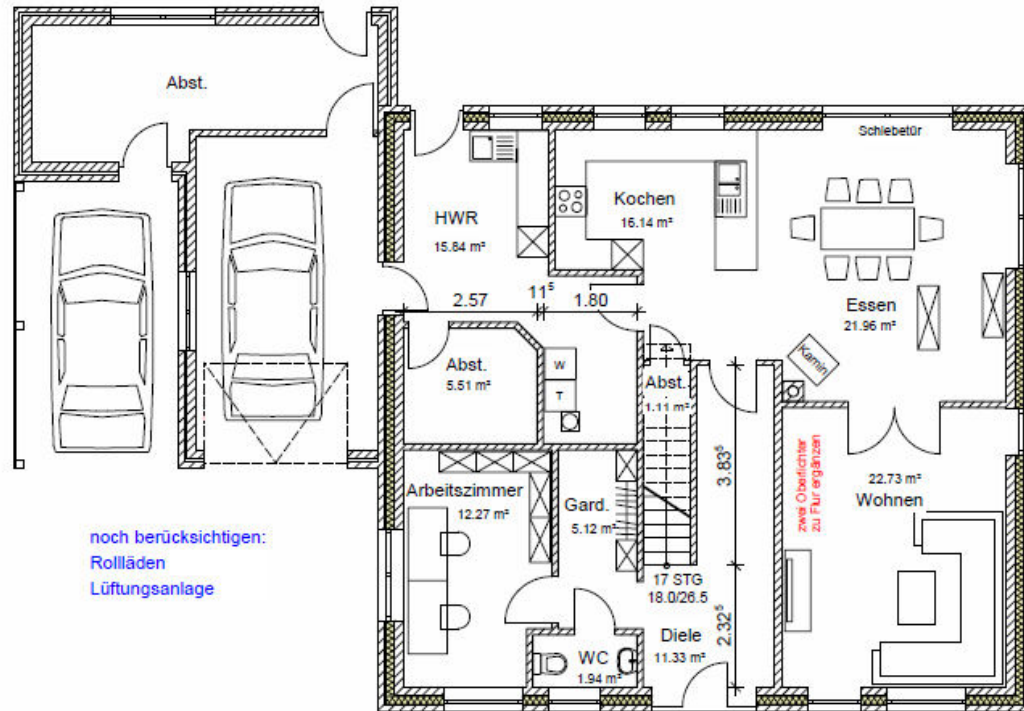 Abst.
Schiebetür
Kochen
16.14 m²
HWR
15.84 m²
2.57
11⁵
1.80
Essen
21.96 m²
Kamin
Abst.
5.51 m²
W
T
Abst.
1.11 m²
3.83⁵
zwei Oberlichter
zu Flur ergänzen
22.73 m²
Wohnen
Arbeitszimmer
12.27 m²
Gard.
5.12 m²
noch berücksichtigen:
Rollläden
Lüftungsanlage
17 STG
18.0/26.5
2.32⁵
Diele
11.33 m²
WC
1.94 m²